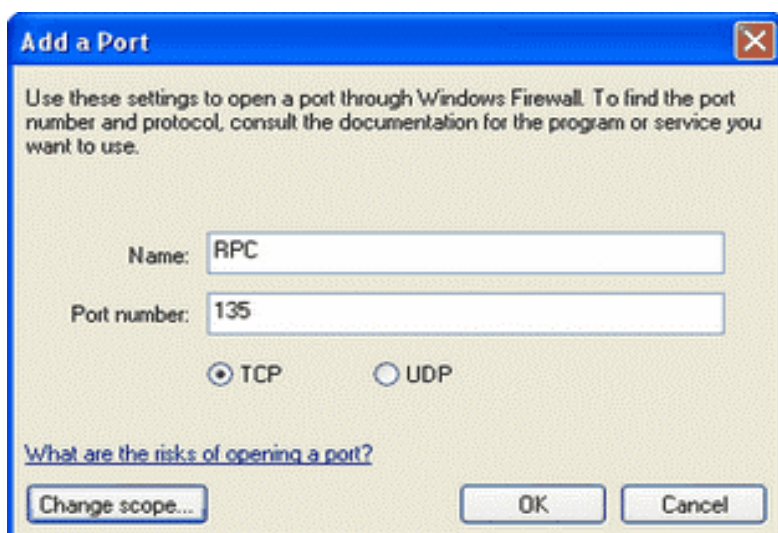 Add a Port
Use these settings to open a port through Windows Firewall. To find the port
number and protocol, consult the documentation for the program or service you
want to use.
Name: RPC
Port number: 135
TCP UDP
What are the risks of opening a port?
Change scope... OK Cancel